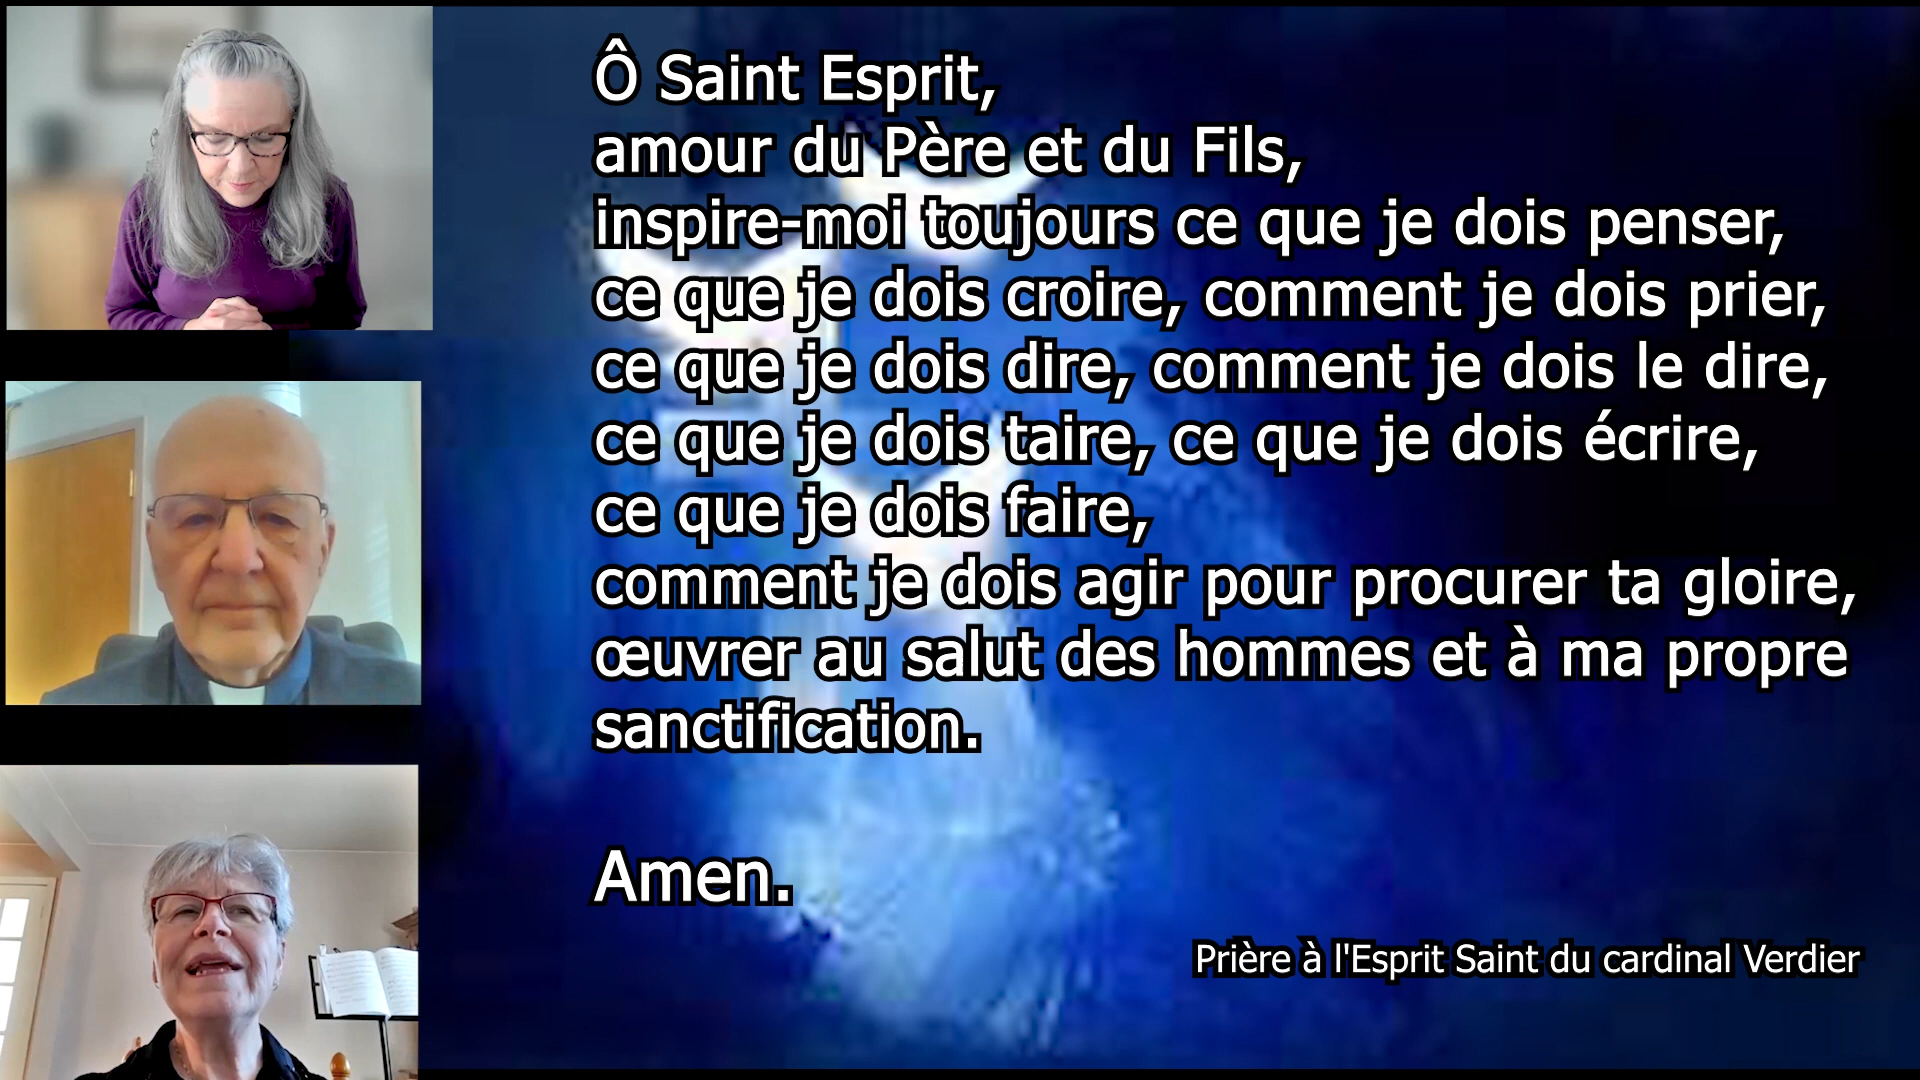 Ô Saint Esprit,
amour du Père et du Fils,
inspire-moi toujours ce que je dois penser,
ce que je dois croire, comment je dois prier,
ce que je dois dire, comment je dois le dire,
ce que je dois taire, ce que je dois écrire,
ce que je dois faire,
comment je dois agir pour procurer ta gloire,
œuvrer au salut des hommes et à ma propre
sanctification.
Amen.
Prière à l'Esprit Saint du cardinal Verdier